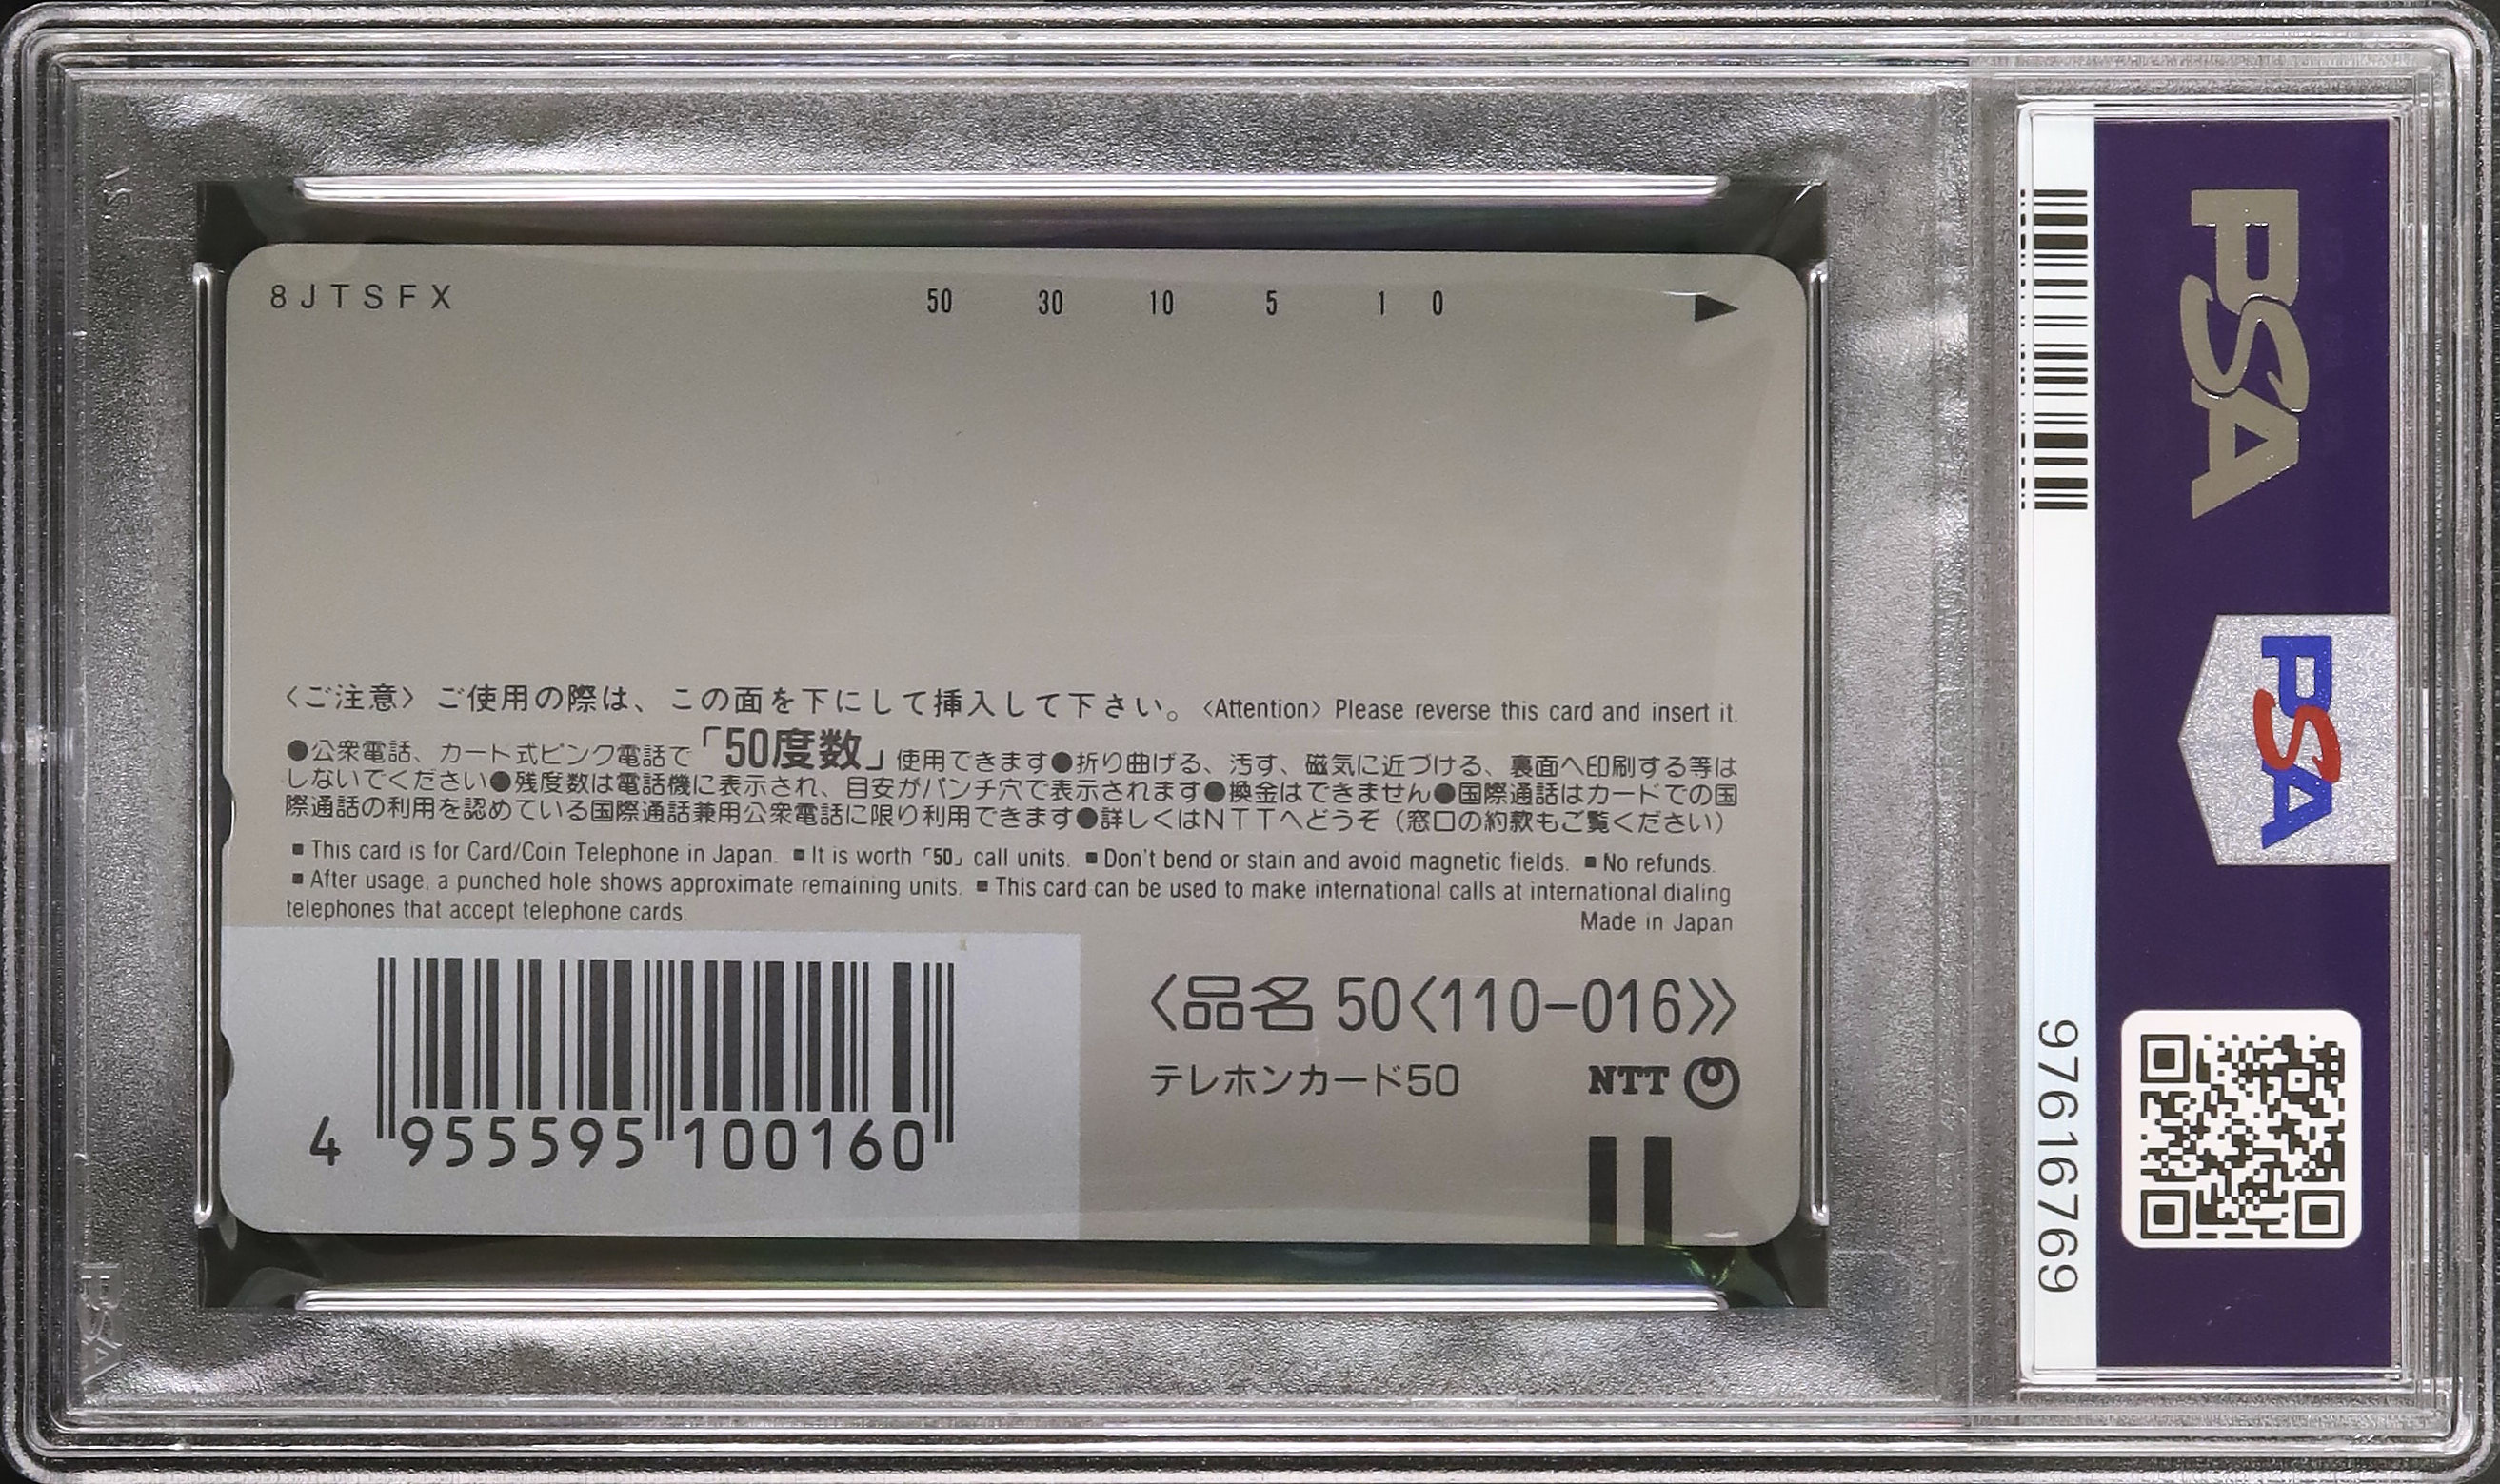 8JTSFX 50 30 10 5 1 0
〈ご注意〉ご使用の際は、この面を下にして挿入して下さい。〈Attention〉Please reverse this card and insert it.
●公衆電話、カード式ピンク電話で「50度数」使用できます●折り曲げる、汚す、磁気に近づける、裏面へ印刷する等は
しないでください●残度数は電話機に表示され、目安がパンチ穴で表示されます●換金はできません●国際通話はカードでの国
際通話の利用を認めている国際通話兼用公衆電話に限り利用できます●詳しくはNTTへどうぞ（窓口の約款もご覧ください）
■This card is for Card/Coin Telephone in Japan. ■It is worth「50」call units. ■Don't bend or stain and avoid magnetic fields. ■No refunds.
■After usage, a punched hole shows approximate remaining units. ■This card can be used to make international calls at international dialing
telephones that accept telephone cards.
Made in Japan
〈品名 50〈110-016〉〉
テレホンカード50 NTT
4 955595 100160
PSA
PSA
97616769
PSA